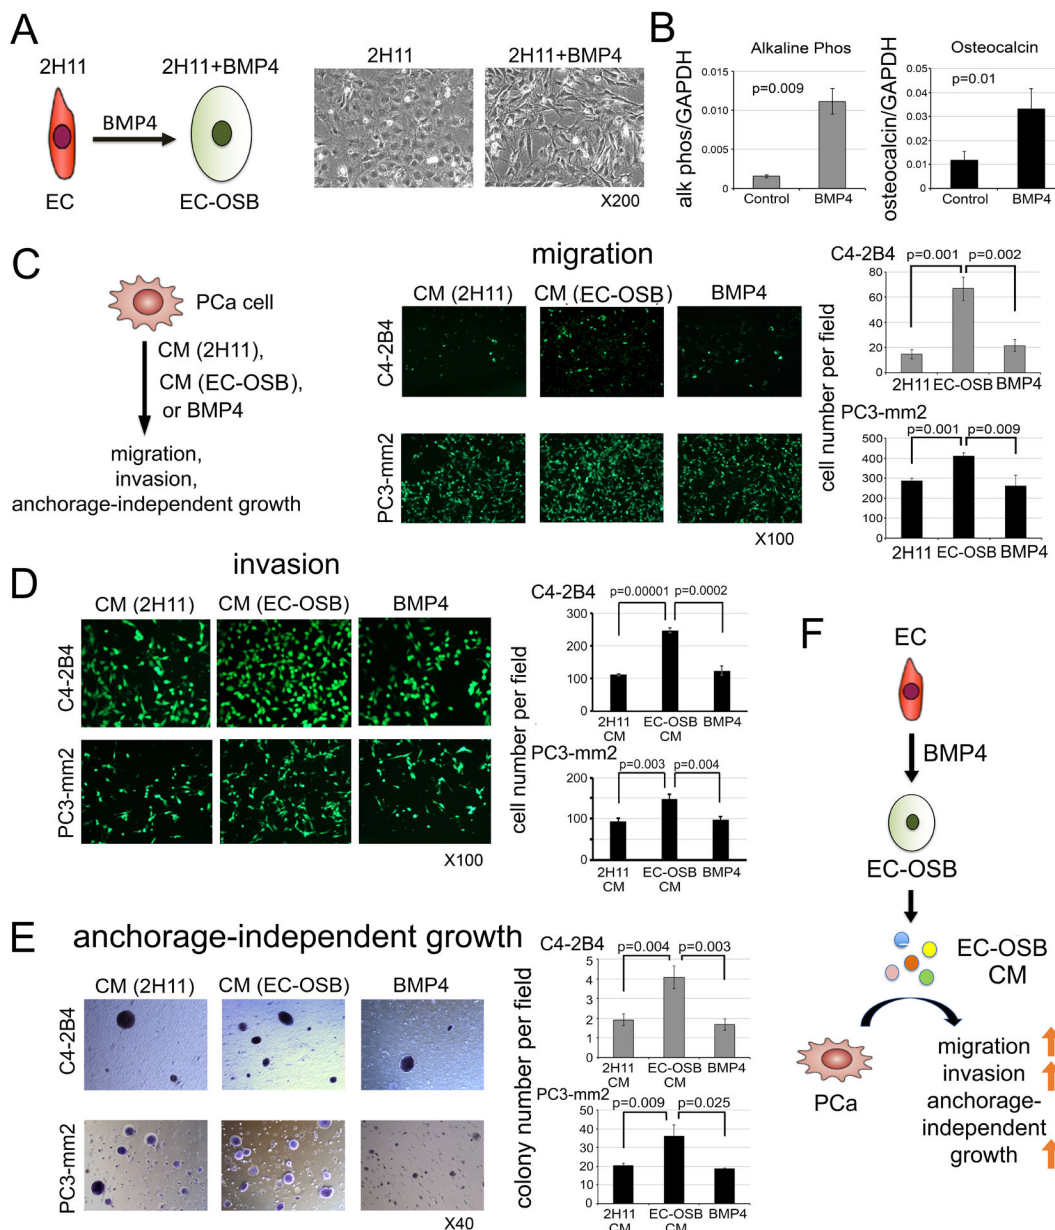 A
2H11
2H11+BMP4
BMP4
EC
EC-OSB
2H11
2H11+BMP4
X200
B
Alkaline Phos
alk phos/GAPDH
0.015
0.010
0.005
0
p=0.009
Control
BMP4
Osteocalcin
osteocalcin/GAPDH
0.05
0.04
0.03
0.02
0.01
0
p=0.01
Control
BMP4
C
PCa cell
CM (2H11),
CM (EC-OSB),
or BMP4
migration,
invasion,
anchorage-independent growth
migration
CM (2H11)
CM (EC-OSB)
BMP4
C4-2B4
PC3-mm2
X100
cell number per field
C4-2B4
p=0.001
p=0.002
80
60
40
20
0
2H11
EC-OSB
BMP4
PC3-mm2
p=0.001
p=0.009
500
400
300
200
100
0
2H11
EC-OSB
BMP4
D
invasion
CM (2H11)
CM (EC-OSB)
BMP4
C4-2B4
PC3-mm2
X100
cell number per field
C4-2B4
p=0.00001
p=0.0002
300
200
100
0
2H11
CM
EC-OSB
CM
BMP4
PC3-mm2
p=0.003
p=0.004
200
100
0
2H11
CM
EC-OSB
CM
BMP4
E
anchorage-independent growth
CM (2H11)
CM (EC-OSB)
BMP4
C4-2B4
PC3-mm2
X40
colony number per field
C4-2B4
p=0.004
p=0.003
5
4
3
2
1
0
2H11
CM
EC-OSB
CM
BMP4
PC3-mm2
p=0.009
p=0.025
50
40
30
20
10
0
2H11
CM
EC-OSB
CM
BMP4
F
EC
BMP4
EC-OSB
EC-OSB
CM
PCa
migration
invasion
anchorage-
independent
growth